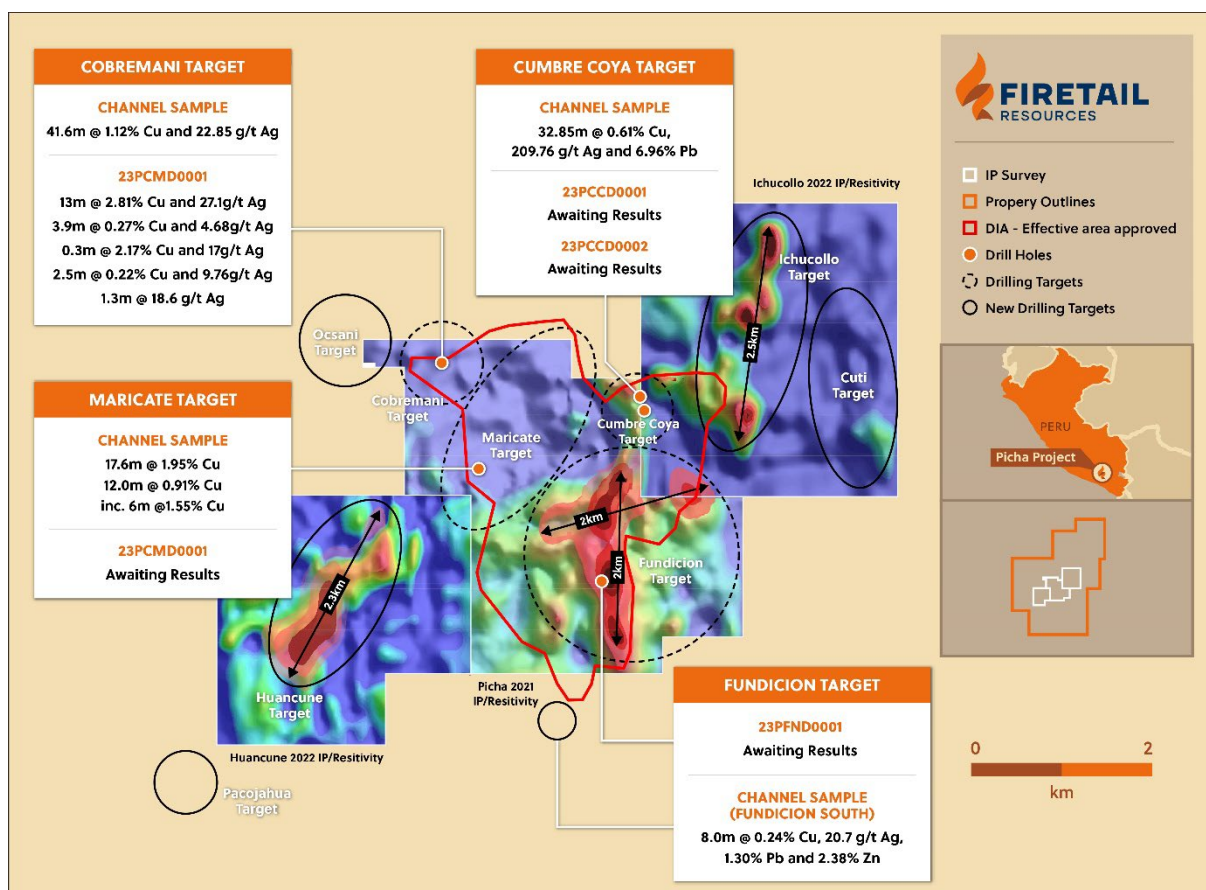 COBREMANI TARGET
CHANNEL SAMPLE
41.6m @ 1.12% Cu and 22.85 g/t Ag
23PCMD0001
13m @ 2.81% Cu and 27.1g/t Ag
3.9m @ 0.27% Cu and 4.68g/t Ag
0.3m @ 2.17% Cu and 17g/t Ag
2.5m @ 0.22% Cu and 9.76g/t Ag
1.3m @ 18.6 g/t Ag
CUMBRE COYA TARGET
CHANNEL SAMPLE
32.85m @ 0.61% Cu,
209.76 g/t Ag and 6.96% Pb
23PCCD0001
Awaiting Results
23PCCD0002
Awaiting Results
FIRETAIL
RESOURCES
IP Survey
Propery Outlines
DIA - Effective area approved
Drill Holes
Drilling Targets
New Drilling Targets
Ichucollo 2022 IP/Resitivity
Ichucollo
Target
2.5km
Cuti
Target
Ocsani
Target
Cobremani
Target
Maricate
Target
Cumbre Coya
Target
MARICATE TARGET
CHANNEL SAMPLE
17.6m @ 1.95% Cu
12.0m @ 0.91% Cu
inc. 6m @1.55% Cu
23PCMD0001
Awaiting Results
PERU
Picha Project
2km
2km
Fundicion
Target
2.3km
Huancune
Target
Picha 2021
IP/Resitivity
Huancune 2022 IP/Resitivity
Pacojahua
Target
FUNDICION TARGET
23PFND0001
Awaiting Results
CHANNEL SAMPLE
(FUNDICION SOUTH)
8.0m @ 0.24% Cu, 20.7 g/t Ag,
1.30% Pb and 2.38% Zn
0 2
km